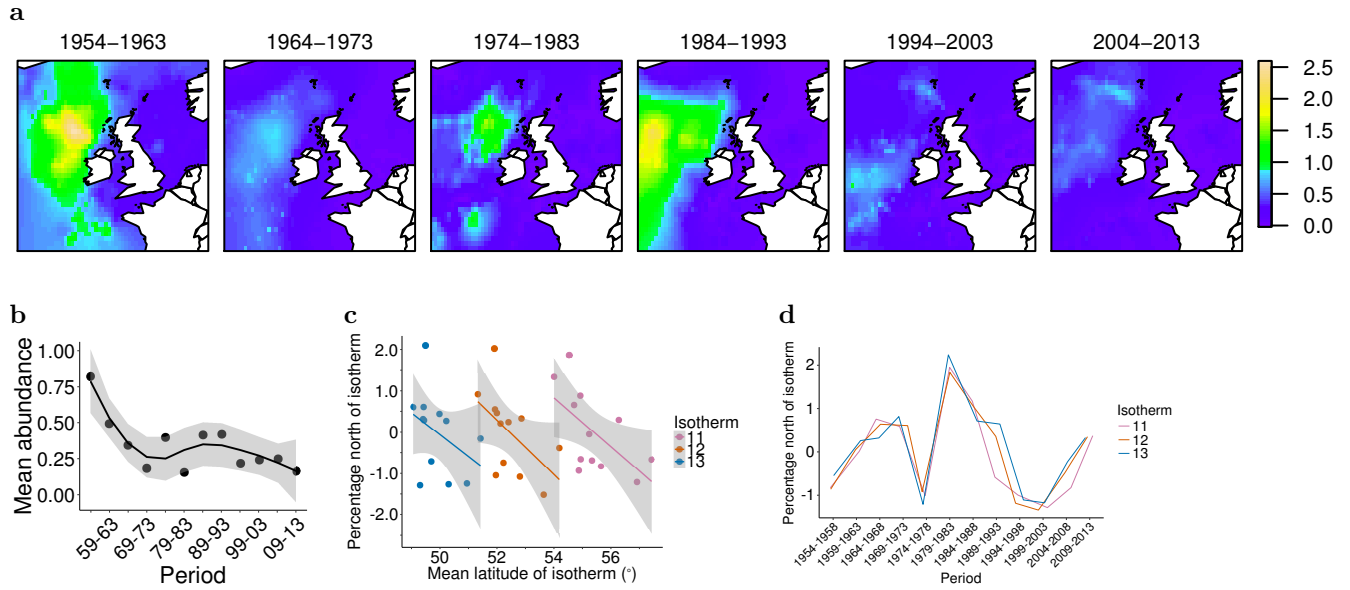 a
1954−1963 1964−1973 1974−1983 1984−1993 1994−2003 2004−2013
2.5
2.0
1.5
1.0
0.5
0.0
b
Mean abundance
1.00
0.75
0.50
0.25
0.00
59−63 69−73 79−83 89−93 99−03 09−13
Period
c
Percentage north of isotherm
2.0
1.0
0
-1.0
-2.0
50 52 54 56
Mean latitude of isotherm (°)
Isotherm
11
12
13
d
Percentage north of isotherm
2
1
0
-1
1954−1958 1959−1963 1964−1968 1969−1973 1974−1978 1979−1983 1984−1988 1989−1993 1994−1998 1999−2003 2004−2008 2009−2013
Period
Isotherm
11
12
13